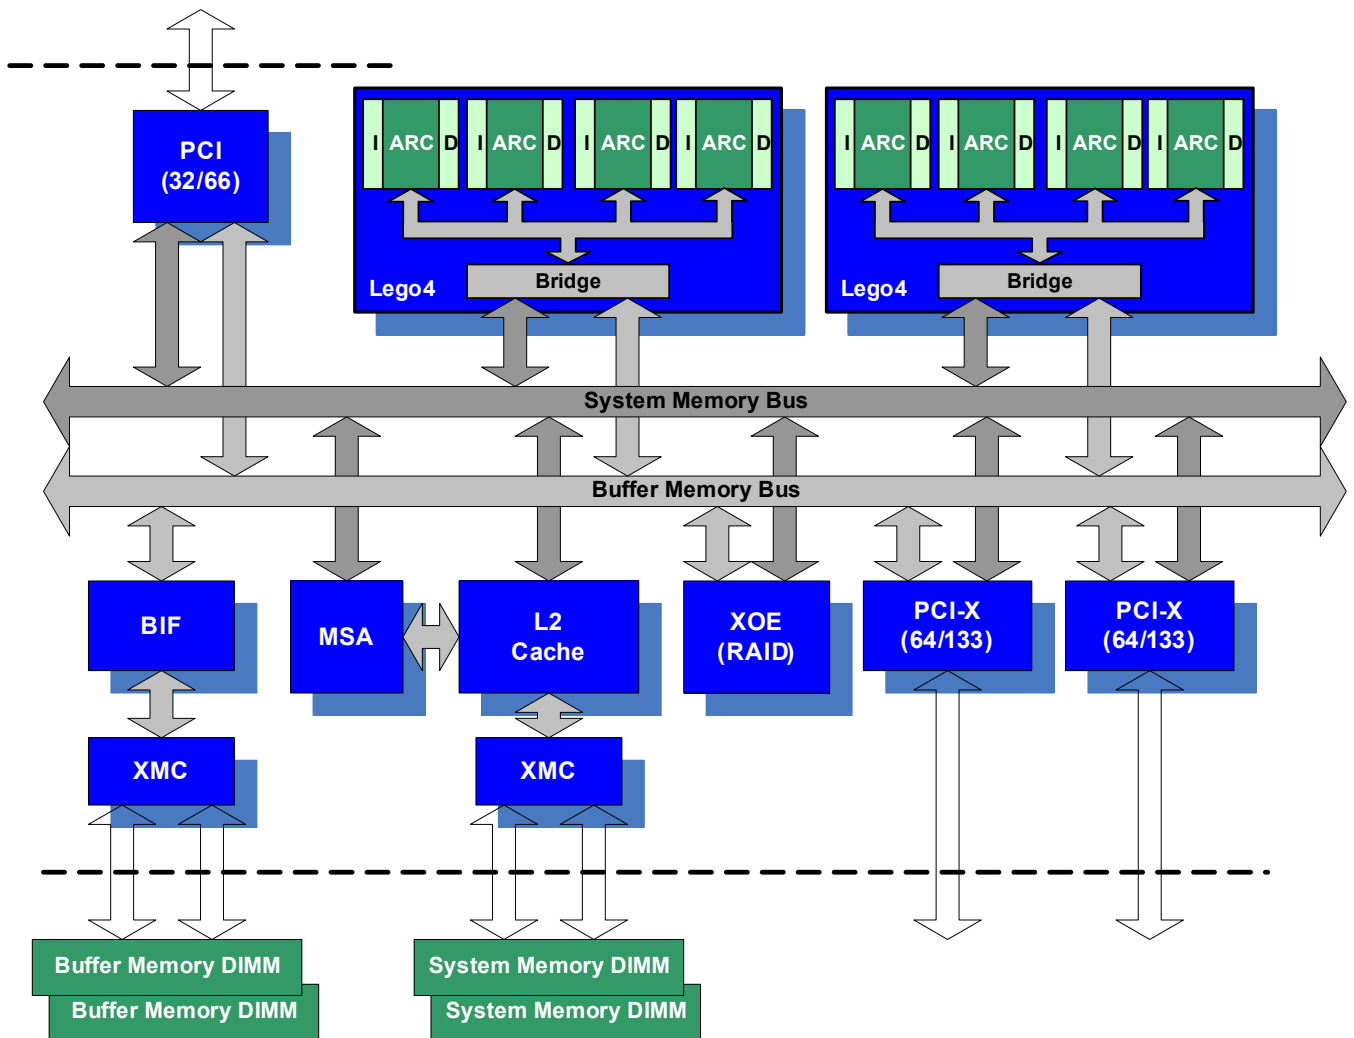 PCI
(32/66)
I ARC D I ARC D I ARC D I ARC D
Bridge
Lego4
I ARC D I ARC D I ARC D I ARC D
Bridge
Lego4
System Memory Bus
Buffer Memory Bus
BIF
MSA
L2
Cache
XOE
(RAID)
PCI-X
(64/133)
PCI-X
(64/133)
XMC
XMC
Buffer Memory DIMM
Buffer Memory DIMM
System Memory DIMM
System Memory DIMM